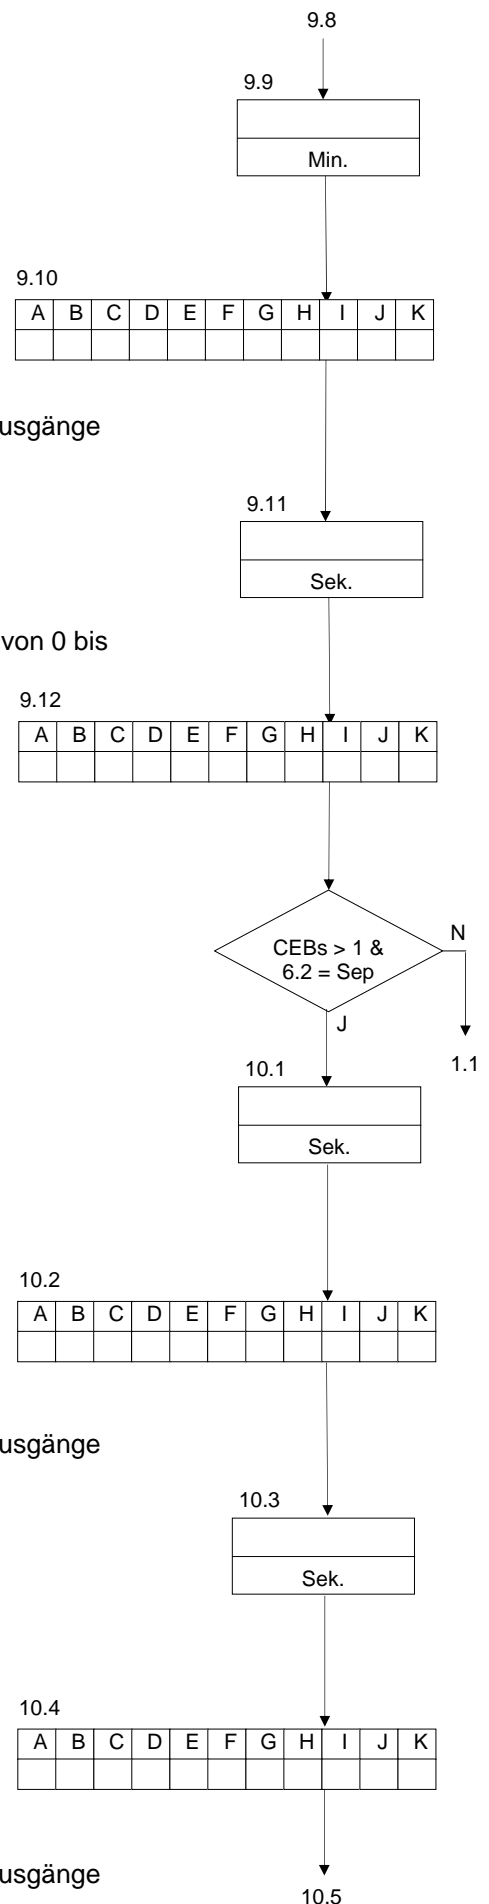 9.8
9.9
Min.
9.10
A B C D E F G H I J K
usgänge
9.11
Sek.
von 0 bis
9.12
A B C D E F G H I J K
CEBs > 1 &
6.2 = Sep
N
J
1.1
10.1
Sek.
10.2
A B C D E F G H I J K
usgänge
10.3
Sek.
10.4
A B C D E F G H I J K
usgänge
10.5